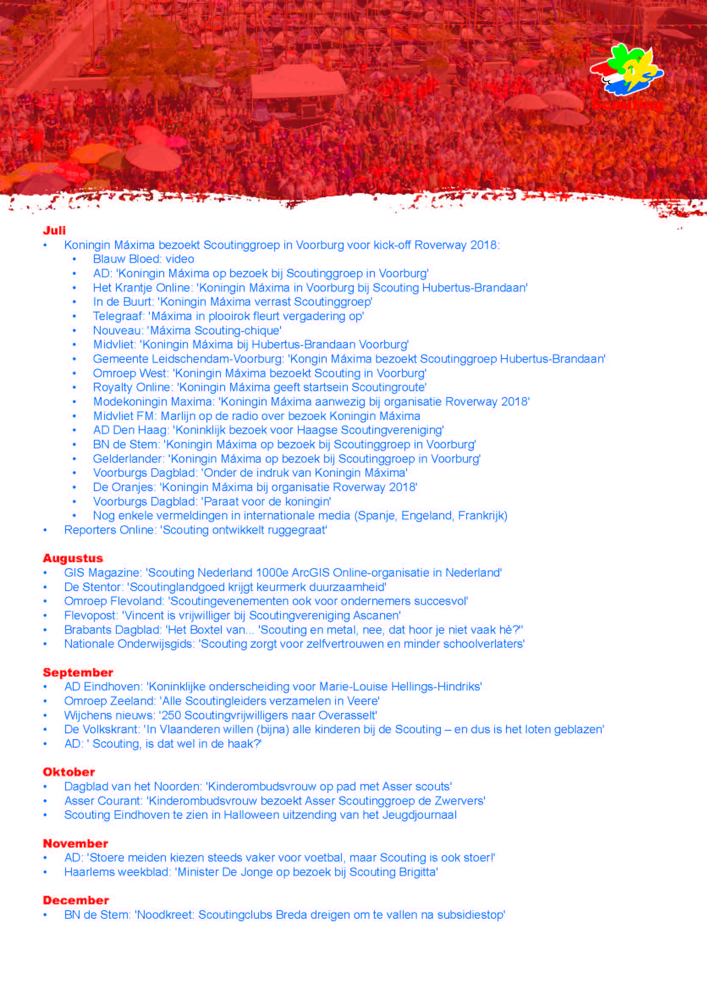 Scouting
Juli
• Koningin Máxima bezoekt Scoutinggroep in Voorburg voor kick-off Roverway 2018:
• Blauw Bloed: video
• AD: 'Koningin Máxima op bezoek bij Scoutinggroep in Voorburg'
• Het Krantje Online: 'Koningin Máxima in Voorburg bij Scouting Hubertus-Brandaan'
• In de Buurt: 'Koningin Máxima verrast Scoutinggroep'
• Telegraaf: 'Máxima in plooirok fleurt vergadering op'
• Nouveau: 'Máxima Scouting-chique'
• Midvliet: 'Koningin Máxima bij Hubertus-Brandaan Voorburg'
• Gemeente Leidschendam-Voorburg: 'Kongin Máxima bezoekt Scoutinggroep Hubertus-Brandaan'
• Omroep West: 'Koningin Máxima bezoekt Scouting in Voorburg'
• Royalty Online: 'Koningin Máxima geeft startsein Scoutingroute'
• Modekoningin Maxima: 'Koningin Máxima aanwezig bij organisatie Roverway 2018'
• Midvliet FM: Marlijn op de radio over bezoek Koningin Máxima
• AD Den Haag: 'Koninklijk bezoek voor Haagse Scoutingvereniging'
• BN de Stem: 'Koningin Máxima op bezoek bij Scoutinggroep in Voorburg'
• Gelderlander: 'Koningin Máxima op bezoek bij Scoutinggroep in Voorburg'
• Voorburgs Dagblad: 'Onder de indruk van Koningin Máxima'
• De Oranjes: 'Koningin Máxima bij organisatie Roverway 2018'
• Voorburgs Dagblad: 'Paraat voor de koningin'
• Nog enkele vermeldingen in internationale media (Spanje, Engeland, Frankrijk)
• Reporters Online: 'Scouting ontwikkelt ruggegraat'
Augustus
• GIS Magazine: 'Scouting Nederland 1000e ArcGIS Online-organisatie in Nederland'
• De Stentor: 'Scoutinglandgoed krijgt keurmerk duurzaamheid'
• Omroep Flevoland: 'Scoutingevenementen ook voor ondernemers succesvol'
• Flevopost: 'Vincent is vrijwilliger bij Scoutingvereniging Ascanen'
• Brabants Dagblad: 'Het Boxtel van... 'Scouting en metal, nee, dat hoor je niet vaak hè?''
• Nationale Onderwijsgids: 'Scouting zorgt voor zelfvertrouwen en minder schoolverlaters'
September
• AD Eindhoven: 'Koninklijke onderscheiding voor Marie-Louise Hellings-Hindriks'
• Omroep Zeeland: 'Alle Scoutingleiders verzamelen in Veere'
• Wijchens nieuws: '250 Scoutingvrijwilligers naar Overasselt'
• De Volkskrant: 'In Vlaanderen willen (bijna) alle kinderen bij de Scouting – en dus is het loten geblazen'
• AD: ' Scouting, is dat wel in de haak?'
Oktober
• Dagblad van het Noorden: 'Kinderombudsvrouw op pad met Asser scouts'
• Asser Courant: 'Kinderombudsvrouw bezoekt Asser Scoutinggroep de Zwervers'
• Scouting Eindhoven te zien in Halloween uitzending van het Jeugdjournaal
November
• AD: 'Stoere meiden kiezen steeds vaker voor voetbal, maar Scouting is ook stoer!'
• Haarlems weekblad: 'Minister De Jonge op bezoek bij Scouting Brigitta'
December
• BN de Stem: 'Noodkreet: Scoutingclubs Breda dreigen om te vallen na subsidiestop'